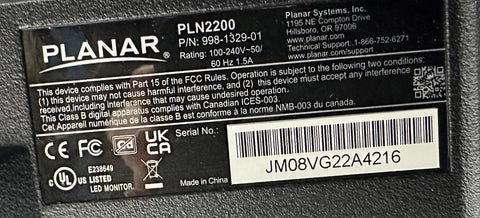 PLANAR®
PLN2200
P/N: 998-1329-01
Rating: 100-240V~50/
60 Hz 1.5A
Planar Systems, Inc.
1195 NE Compton Drive
Hillsboro, OR 97006
www.planar.com
Technical Support: 1-866-752-6271
This device complies with Part 15 of the FCC Rules. Operation is subject to the following two conditions:
(1) this device may not cause harmful interference, and (2) this device must accept any interference
received, including interference that may cause undesired operation.
This Class B digital apparatus complies with Canadian ICES-003.
Cet Appareil numérique de la classe B est conforme à la norme NMB-003 du canada.
CE FC UK CA
E238649
c UL US LISTED
LED MONITOR.
Serial No.:
Made in China
JM08VG22A4216